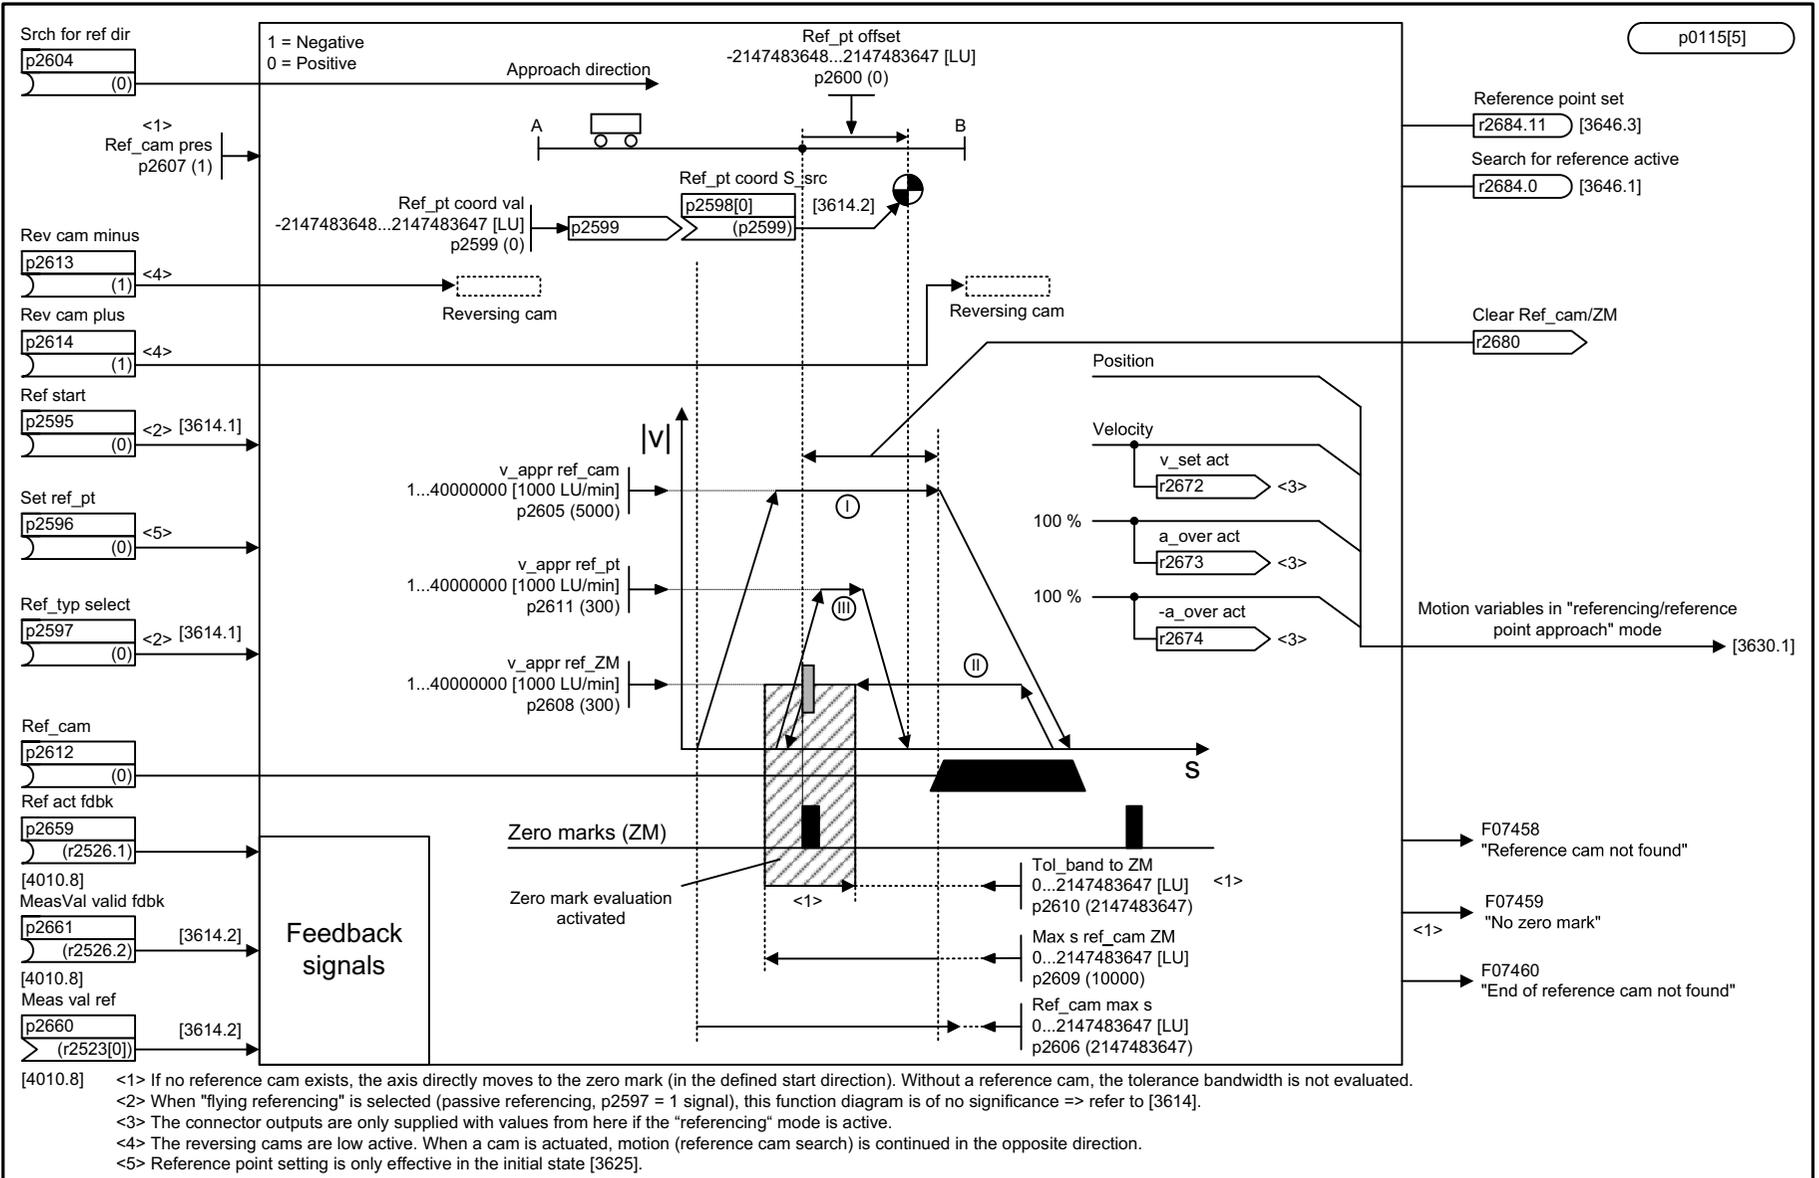 Srch for ref dir
p2604
(0)
<1>
Ref_cam pres
p2607 (1)
Rev cam minus
p2613
(1)
<4>
Rev cam plus
p2614
(1)
<4>
Ref start
p2595
(0)
<2> [3614.1]
Set ref_pt
p2596
(0)
<5>
Ref_typ select
p2597
(0)
<2> [3614.1]
Ref_cam
p2612
(0)
Ref act fdbk
p2659
(r2526.1)
[4010.8]
MeasVal valid fdbk
p2661
(r2526.2)
[3614.2]
[4010.8]
Meas val ref
p2660
(r2523[0])
[3614.2]
[4010.8]
1 = Negative
0 = Positive
Approach direction
Ref_pt offset
-2147483648...2147483647 [LU]
p2600 (0)
A
B
Ref_pt coord val
-2147483648...2147483647 [LU]
p2599 (0)
p2599
Ref_pt coord S_src
p2598[0]
(p2599)
[3614.2]
Reversing cam
Reversing cam
|v|
v_appr ref_cam
1...40000000 [1000 LU/min]
p2605 (5000)
I
v_appr ref_pt
1...40000000 [1000 LU/min]
p2611 (300)
III
v_appr ref_ZM
1...40000000 [1000 LU/min]
p2608 (300)
II
s
Zero marks (ZM)
Zero mark evaluation
activated
<1>
Tol_band to ZM
0...2147483647 [LU]
p2610 (2147483647)
<1>
Max s ref_cam ZM
0...2147483647 [LU]
p2609 (10000)
Ref_cam max s
0...2147483647 [LU]
p2606 (2147483647)
Feedback
signals
Position
Velocity
v_set act
r2672
<3>
100 %
a_over act
r2673
<3>
100 %
-a_over act
r2674
<3>
p0115[5]
Reference point set
r2684.11
[3646.3]
Search for reference active
r2684.0
[3646.1]
Clear Ref_cam/ZM
r2680
Motion variables in "referencing/reference
point approach" mode
[3630.1]
F07458
"Reference cam not found"
F07459
"No zero mark"
<1>
F07460
"End of reference cam not found"
<1> If no reference cam exists, the axis directly moves to the zero mark (in the defined start direction). Without a reference cam, the tolerance bandwidth is not evaluated.
<2> When "flying referencing" is selected (passive referencing, p2597 = 1 signal), this function diagram is of no significance => refer to [3614].
<3> The connector outputs are only supplied with values from here if the “referencing“ mode is active.
<4> The reversing cams are low active. When a cam is actuated, motion (reference cam search) is continued in the opposite direction.
<5> Reference point setting is only effective in the initial state [3625].